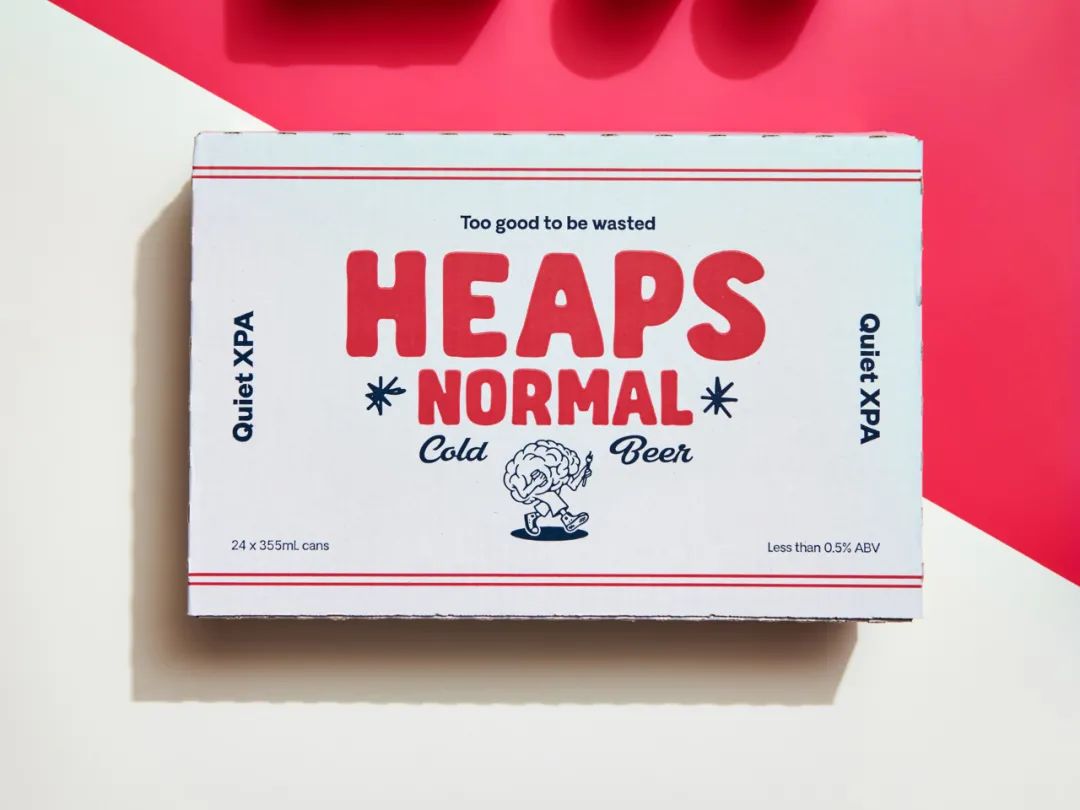 Too good to be wasted
HEAPS
NORMAL
Cold Beer
Quiet XPA
Quiet XPA
24 x 355mL cans
Less than 0.5% ABV